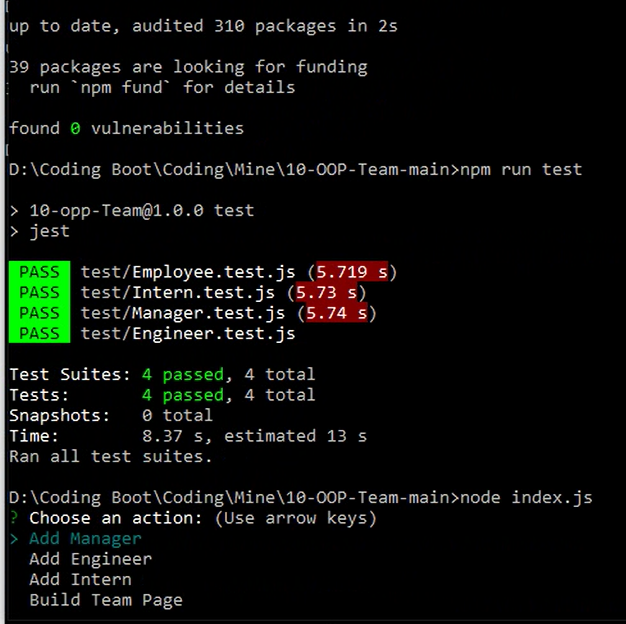 up to date, audited 310 packages in 2s
39 packages are looking for funding
run `npm fund` for details
found 0 vulnerabilities
D:\Coding Boot\Coding\Mine\10-OOP-Team-main>npm run test
> 10-opp-Team@1.0.0 test
> jest
PASS test/Employee.test.js (5.719 s)
PASS test/Intern.test.js (5.73 s)
PASS test/Manager.test.js (5.74 s)
PASS test/Engineer.test.js
Test Suites: 4 passed, 4 total
Tests: 4 passed, 4 total
Snapshots: 0 total
Time: 8.37 s, estimated 13 s
Ran all test suites.
D:\Coding Boot\Coding\Mine\10-OOP-Team-main>node index.js
? Choose an action: (Use arrow keys)
> Add Manager
Add Engineer
Add Intern
Build Team Page